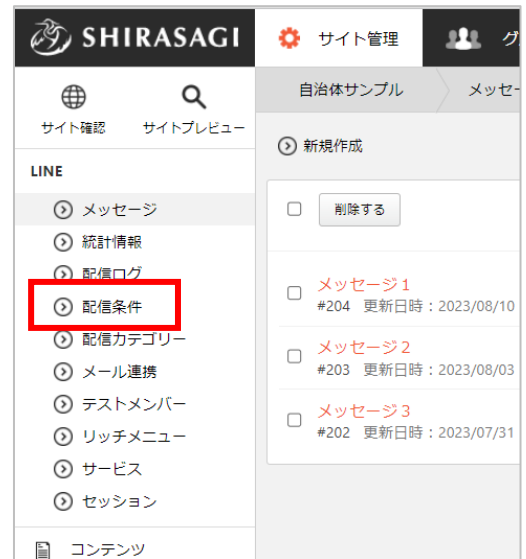 SHIRASAGI
サイト管理
サイト確認
サイトプレビュー
LINE
メッセージ
統計情報
配信ログ
配信条件
配信カテゴリー
メール連携
テストメンバー
リッチメニュー
サービス
セッション
コンテンツ
自治体サンプル
新規作成
削除する
メッセージ1
#204 更新日時：2023/08/10
メッセージ2
#203 更新日時：2023/08/03
メッセージ3
#202 更新日時：2023/07/31